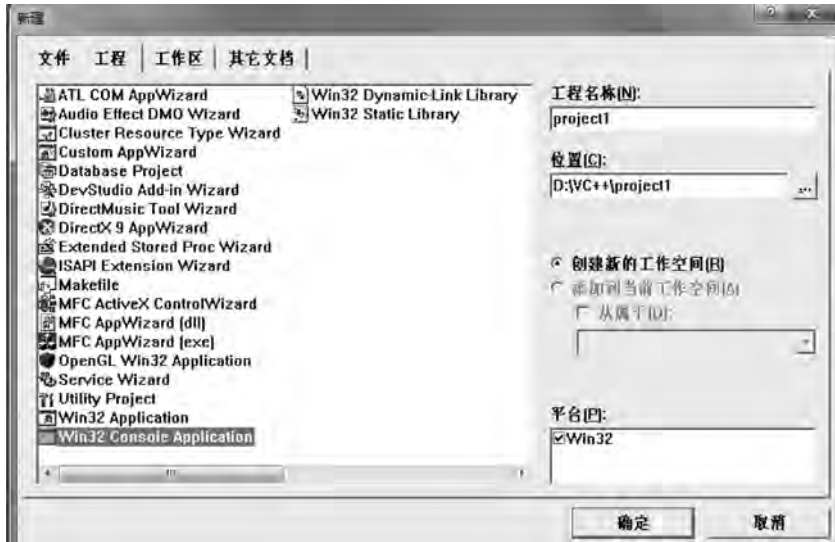 新建
文件 工程 工作区 其它文档
ATL COM AppWizard
Audio Effect DMO Wizard
Cluster Resource Type Wizard
Custom AppWizard
Database Project
DevStudio Add-in Wizard
DirectMusic Tool Wizard
DirectX 9 AppWizard
Extended Stored Proc Wizard
ISAPI Extension Wizard
Makefile
MFC ActiveX ControlWizard
MFC AppWizard (dll)
MFC AppWizard (exe)
OpenGL Win32 Application
Service Wizard
Utility Project
Win32 Application
Win32 Console Application
Win32 Dynamic-Link Library
Win32 Static Library
工程名称(N):
project1
位置(C):
D:\VC++\project1
...
创建新的工作空间(R)
添加到当前工作空间(A)
从属于(D):
平台(P):
Win32
确定
取消